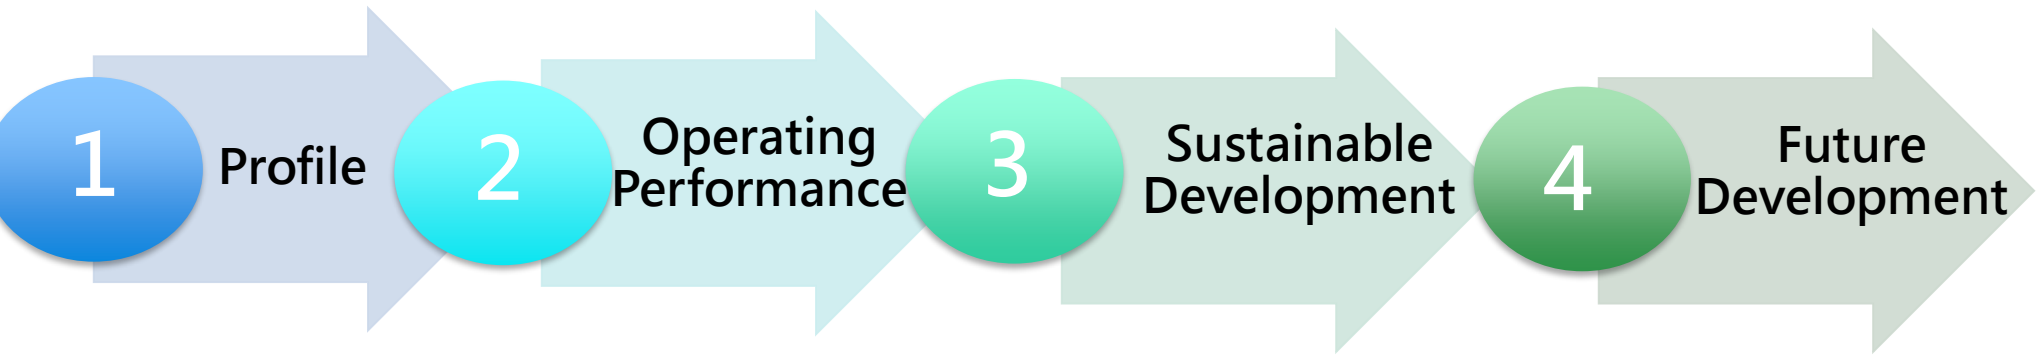 1
Profile
2
Operating
Performance
3
Sustainable
Development
4
Future
Development